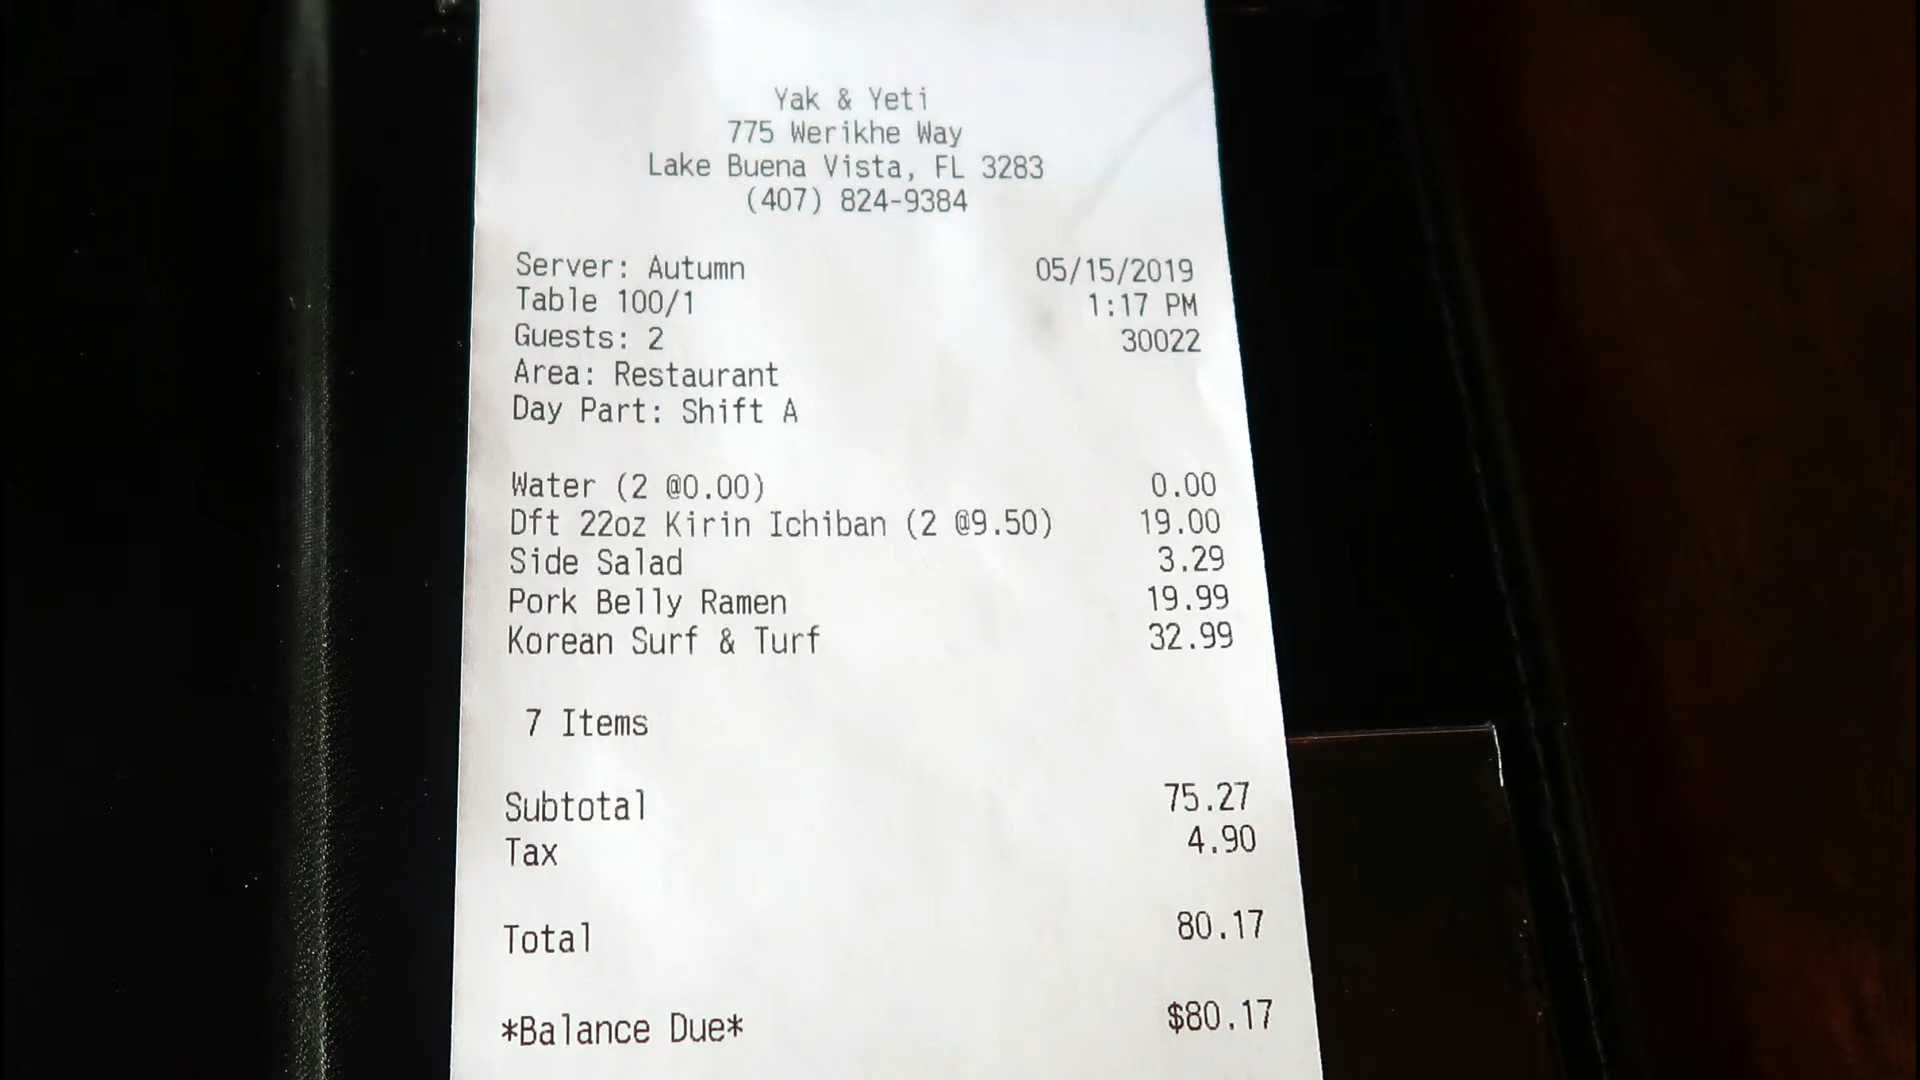 Yak & Yeti
775 Werikhe Way
Lake Buena Vista, FL 3283
(407) 824-9384
Server: Autumn 05/15/2019
Table 100/1 1:17 PM
Guests: 2 30022
Area: Restaurant
Day Part: Shift A
Water (2 @0.00) 0.00
Dft 22oz Kirin Ichiban (2 @9.50) 19.00
Side Salad 3.29
Pork Belly Ramen 19.99
Korean Surf & Turf 32.99
7 Items
Subtotal 75.27
Tax 4.90
Total 80.17
*Balance Due* $80.17